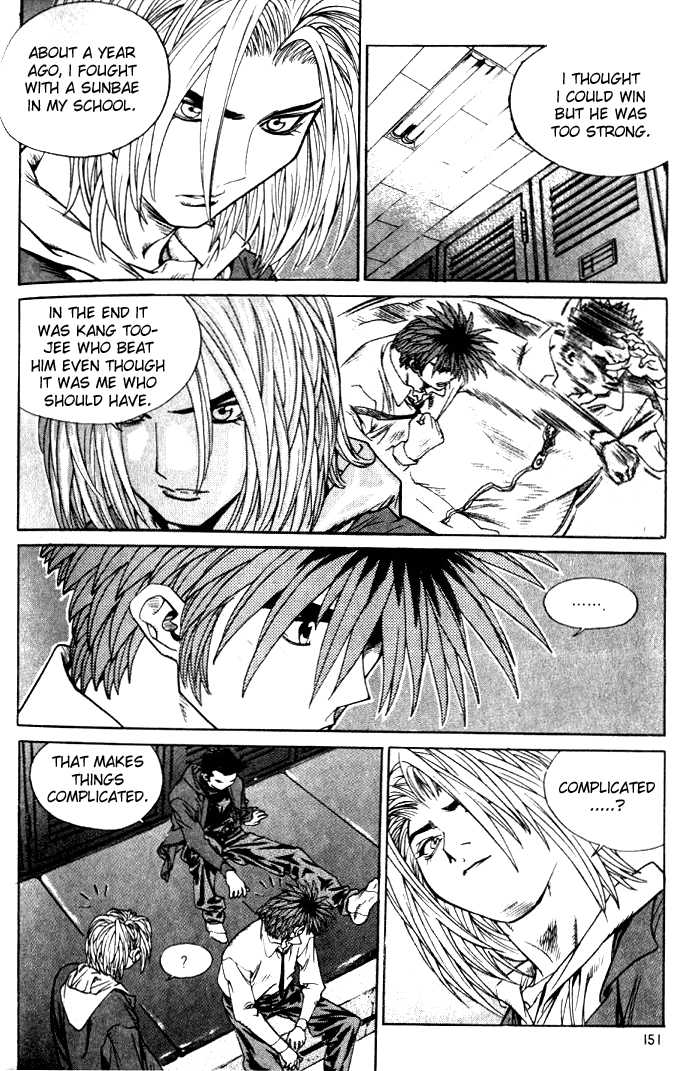 ABOUT A YEAR
AGO, I FOUGHT
WITH A SUNBAE
IN MY SCHOOL.
I THOUGHT
I COULD WIN
BUT HE WAS
TOO STRONG.
IN THE END IT
WAS KANG TOO-
JEE WHO BEAT
HIM EVEN THOUGH
IT WAS ME WHO
SHOULD HAVE.
.......
THAT MAKES
THINGS
COMPLICATED.
?
COMPLICATED
.....?
151